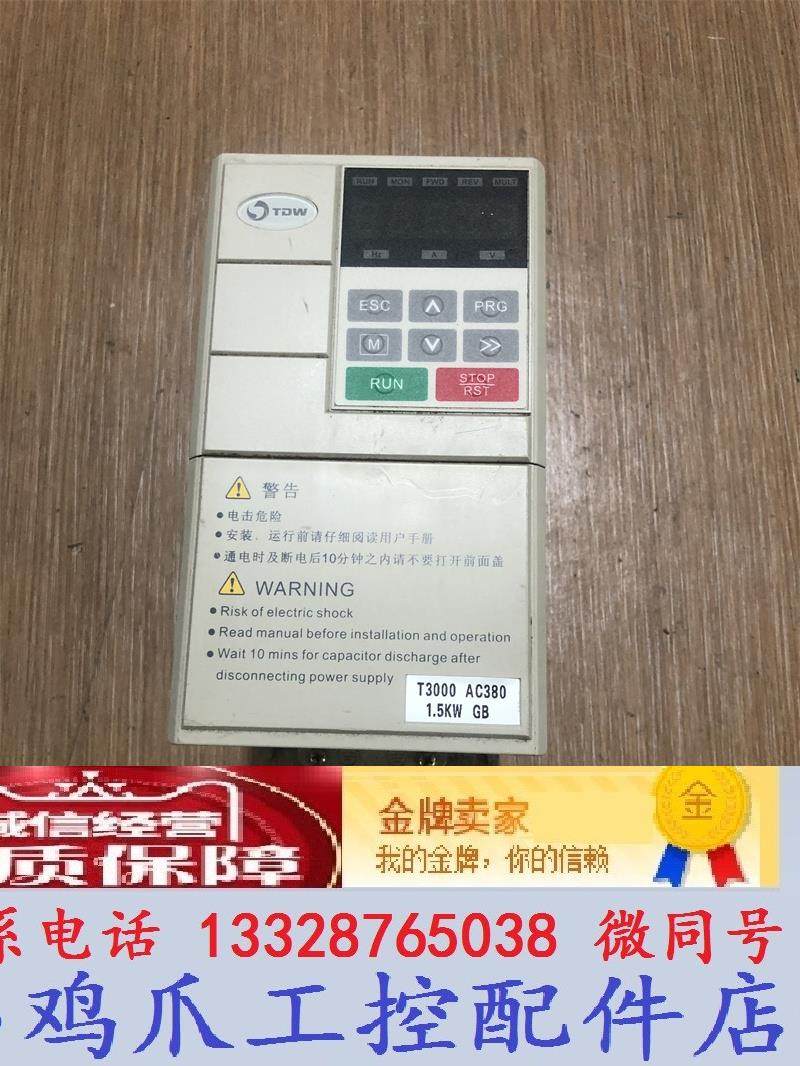 RUN MON FWD REV MULT
TDW
Hz A V
ESC PRG
M >>
RUN STOP
RST
警告
• 电击危险
• 安装、运行前请仔细阅读用户手册
• 通电时及断电后10分钟之内请不要打开前面盖
WARNING
• Risk of electric shock
• Read manual before installation and operation
• Wait 10 mins for capacitor discharge after
disconnecting power supply
T3000 AC380
1.5KW GB
诚信经营
质保障
金
金牌卖家
我的金牌，你的信赖
系电话 13328765038 微同号
鸡爪工控配件店